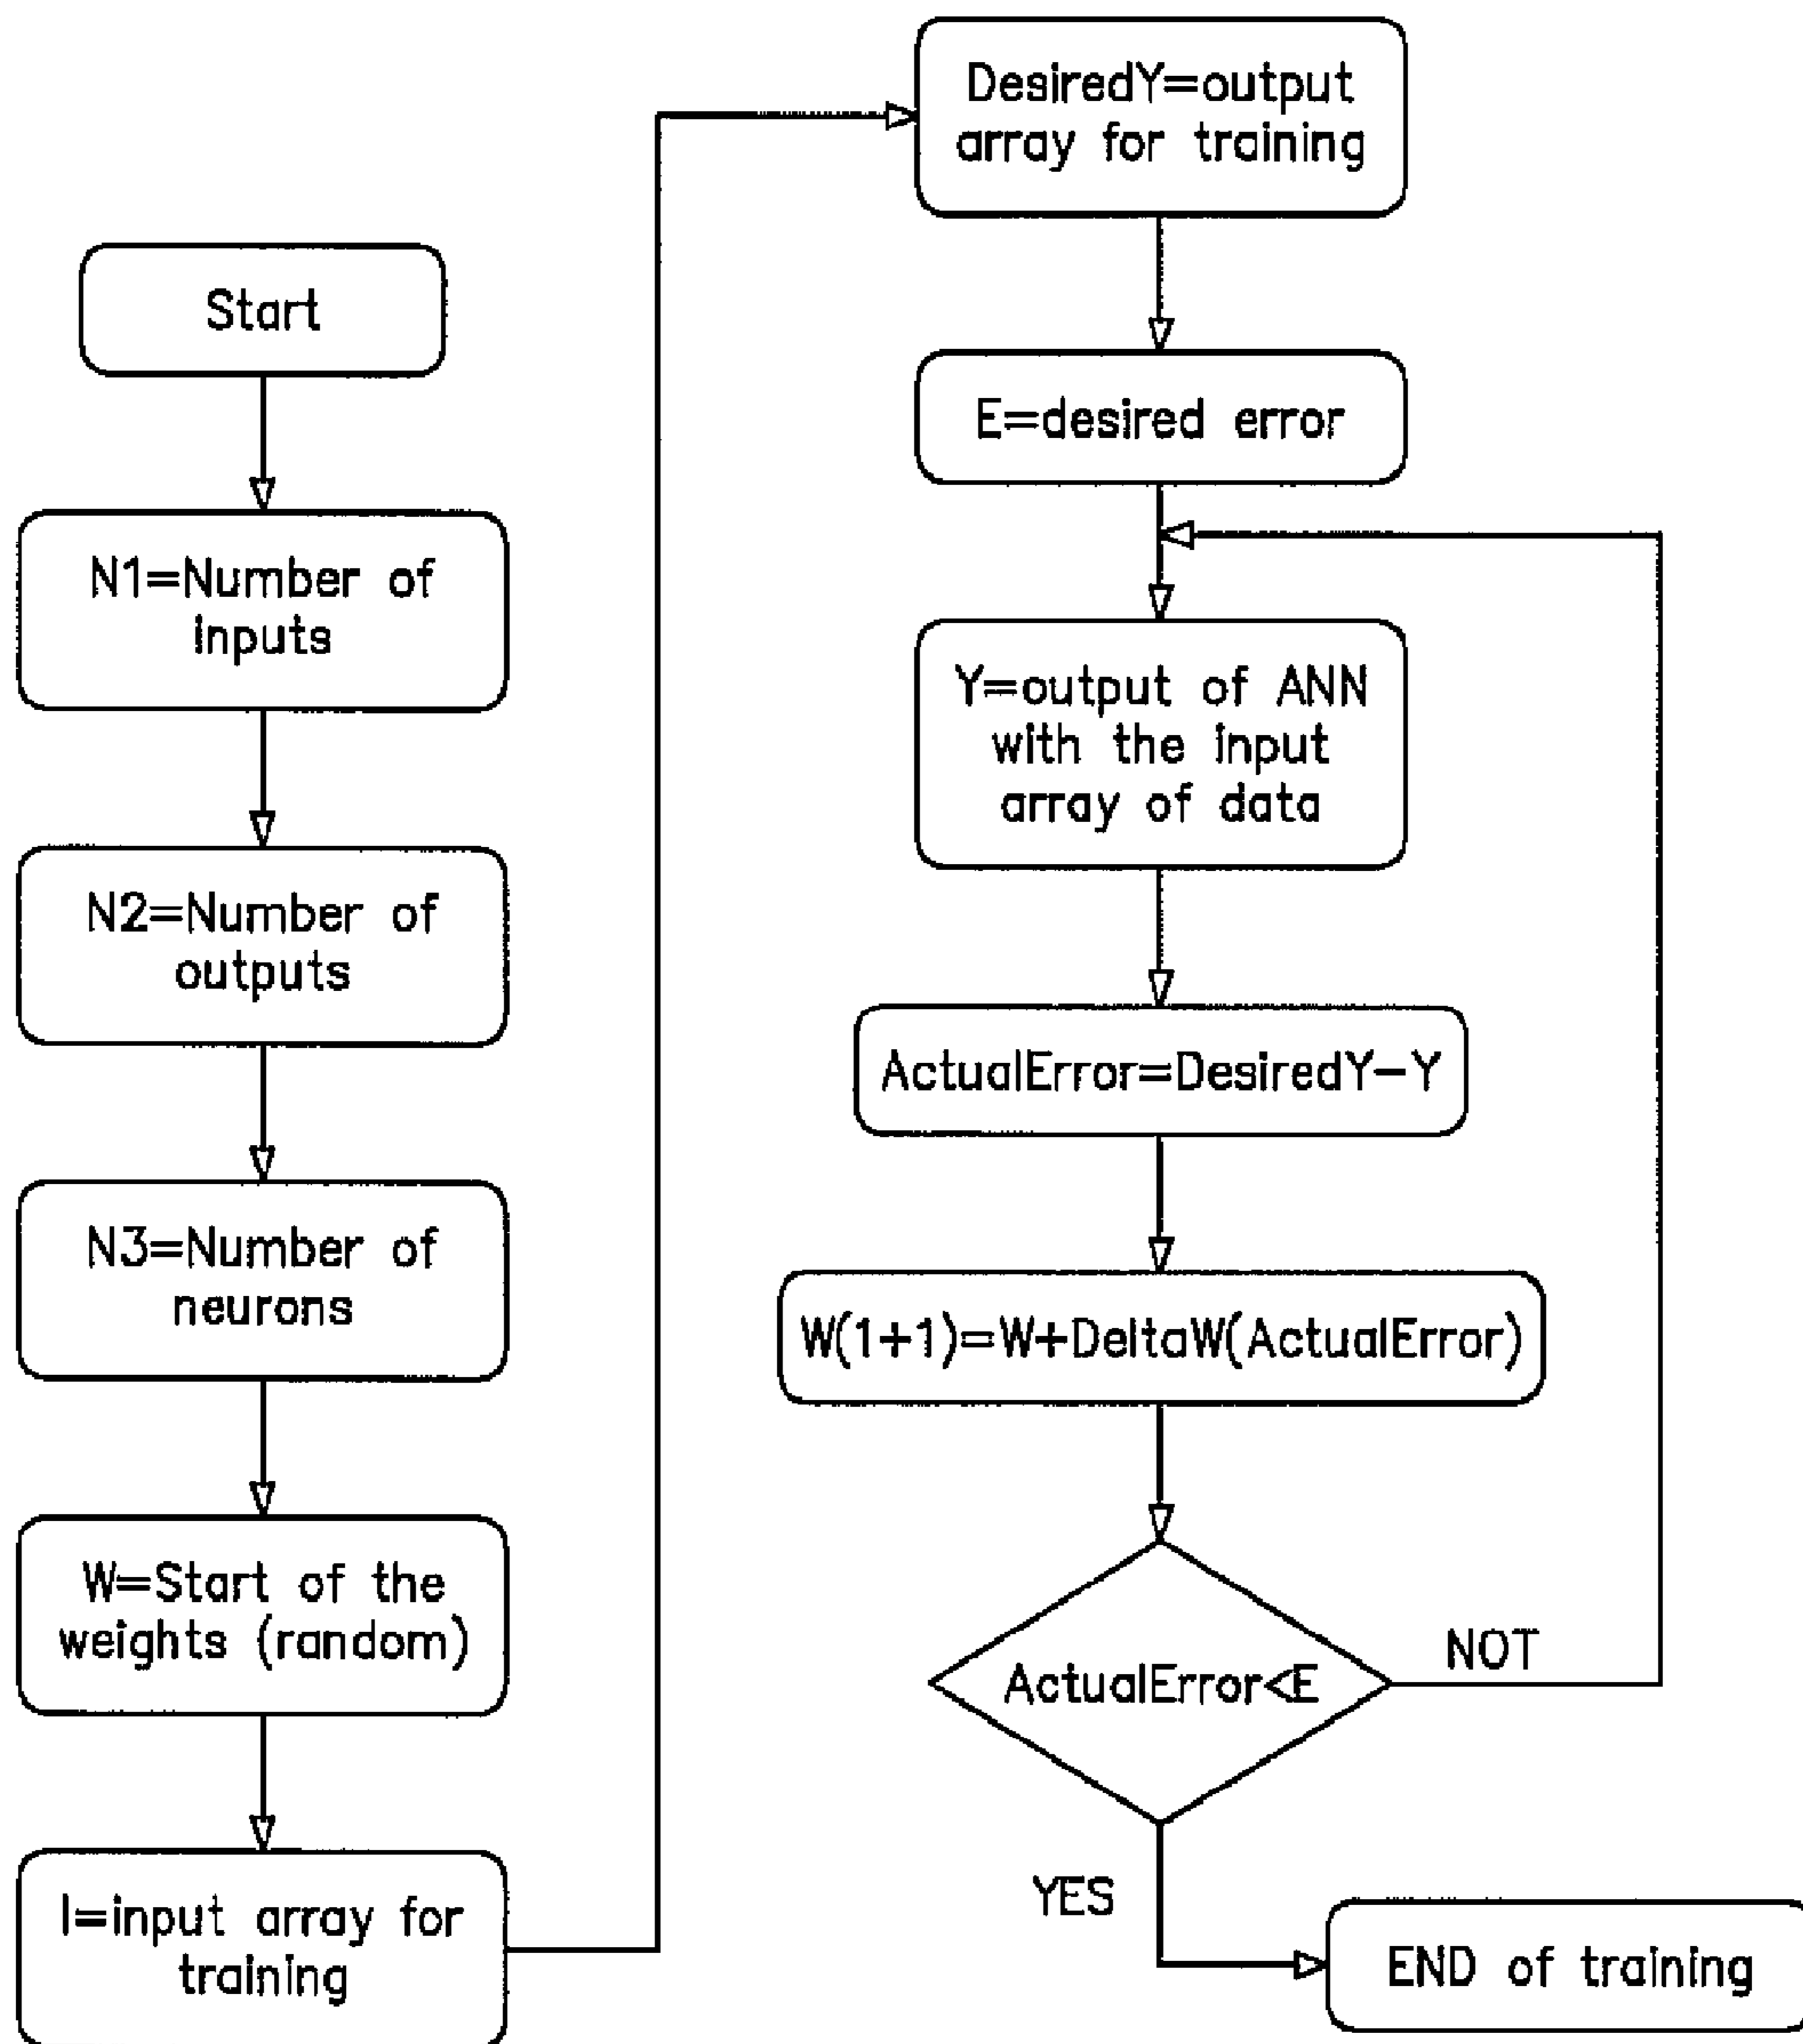 Start
N1=Number of
Inputs
N2=Number of
outputs
N3=Number of
neurons
W=Start of the
weights (random)
I=input array for
training
DesiredY=output
array for training
E=desired error
Y=output of ANN
with the input
array of data
ActualError=DesiredY-Y
W(1+1)=W+DeltaW(ActualError)
ActualError<E
NOT
YES
END of training